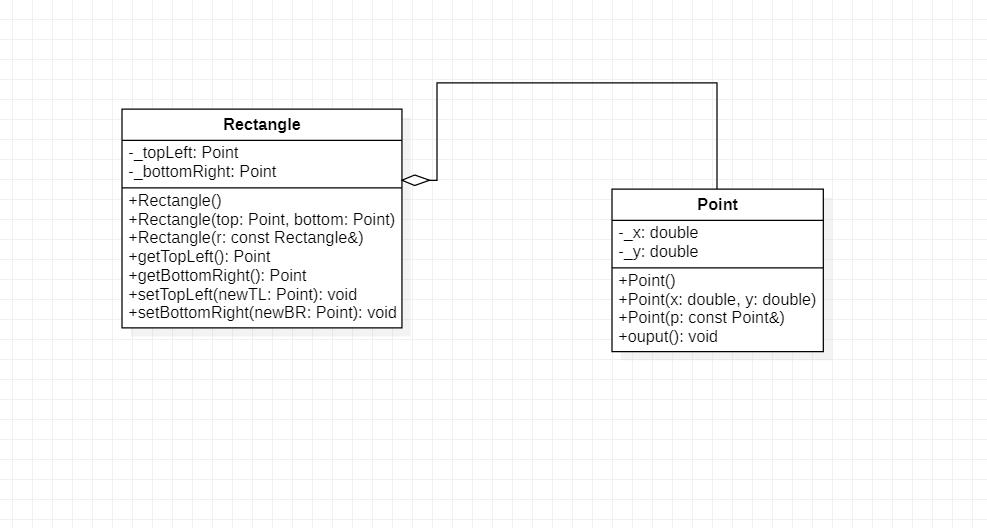 Rectangle
-_topLeft: Point
-_bottomRight: Point
+Rectangle()
+Rectangle(top: Point, bottom: Point)
+Rectangle(r: const Rectangle&)
+getTopLeft(): Point
+getBottomRight(): Point
+setTopLeft(newTL: Point): void
+setBottomRight(newBR: Point): void
Point
-_x: double
-_y: double
+Point()
+Point(x: double, y: double)
+Point(p: const Point&)
+ouput(): void